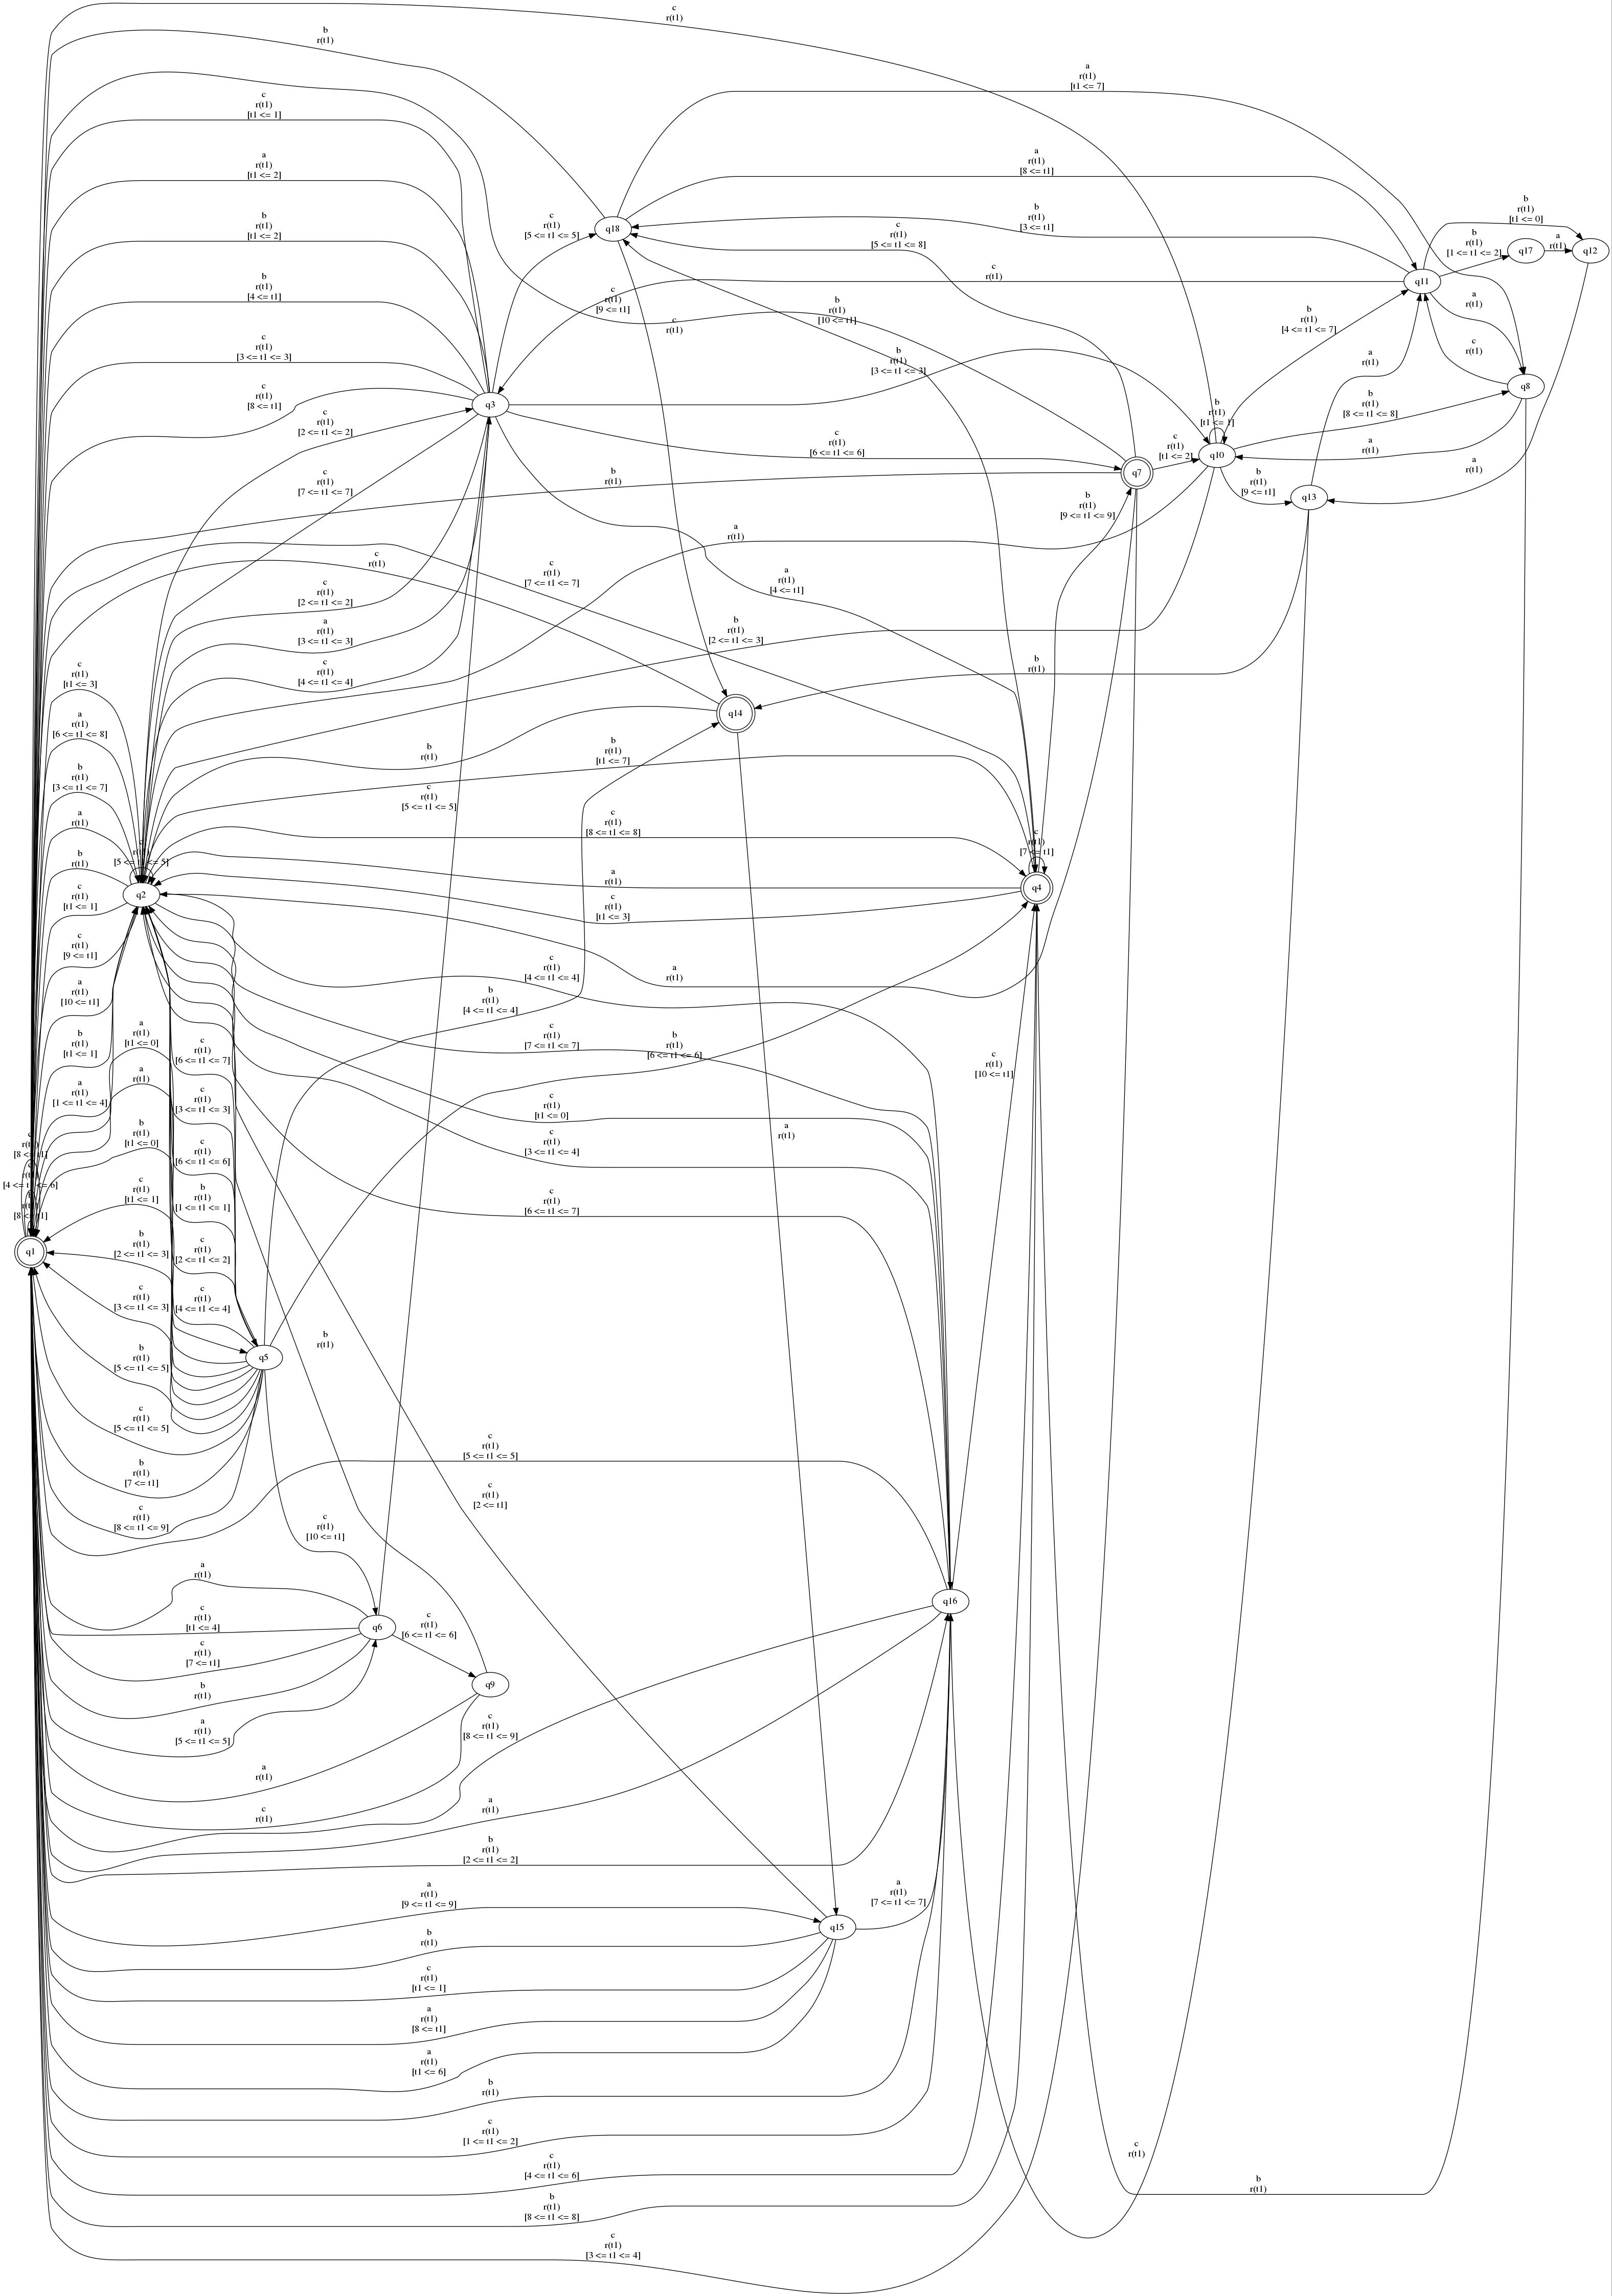 c
r(t1)
b
r(t1)
c
r(t1)
[t1 <= 1]
a
r(t1)
[t1 <= 7]
a
r(t1)
[t1 <= 2]
a
r(t1)
[8 <= t1]
b
r(t1)
[t1 <= 2]
c
r(t1)
[5 <= t1 <= 5]
q18
b
r(t1)
[3 <= t1]
c
r(t1)
[5 <= t1 <= 8]
b
r(t1)
[t1 <= 0]
b
r(t1)
[1 <= t1 <= 2]
q17
a
r(t1)
q12
b
r(t1)
[4 <= t1]
c
r(t1)
q11
c
r(t1)
[9 <= t1]
b
r(t1)
[10 <= t1]
c
r(t1)
a
r(t1)
b
r(t1)
[4 <= t1 <= 7]
c
r(t1)
[3 <= t1 <= 3]
b
r(t1)
[3 <= t1 <= 3]
a
r(t1)
c
r(t1)
q8
c
r(t1)
[8 <= t1]
q3
b
r(t1)
[t1 <= 1]
b
r(t1)
[8 <= t1 <= 8]
c
r(t1)
[2 <= t1 <= 2]
c
r(t1)
[6 <= t1 <= 6]
c
r(t1)
[t1 <= 2]
q10
a
r(t1)
q7
a
r(t1)
c
r(t1)
[7 <= t1 <= 7]
b
r(t1)
b
r(t1)
[9 <= t1]
q13
b
r(t1)
[9 <= t1 <= 9]
a
r(t1)
c
r(t1)
c
r(t1)
[7 <= t1 <= 7]
a
r(t1)
[4 <= t1]
c
r(t1)
[2 <= t1 <= 2]
a
r(t1)
[3 <= t1 <= 3]
b
r(t1)
[2 <= t1 <= 3]
c
r(t1)
[4 <= t1 <= 4]
b
r(t1)
c
r(t1)
[t1 <= 3]
q14
a
r(t1)
[6 <= t1 <= 8]
b
r(t1)
b
r(t1)
[t1 <= 7]
b
r(t1)
[3 <= t1 <= 7]
c
r(t1)
[5 <= t1 <= 5]
a
r(t1)
c
r(t1)
[8 <= t1 <= 8]
[5 <= t1 <= 5]
c
r(t1)
[7 <= t1]
b
r(t1)
q2
a
r(t1)
q4
c
r(t1)
[t1 <= 1]
c
r(t1)
[t1 <= 3]
c
r(t1)
[9 <= t1]
c
r(t1)
[4 <= t1 <= 4]
a
r(t1)
a
r(t1)
[10 <= t1]
b
r(t1)
[4 <= t1 <= 4]
b
r(t1)
[t1 <= 1]
a
r(t1)
[t1 <= 0]
c
r(t1)
[6 <= t1 <= 7]
c
r(t1)
[7 <= t1 <= 7]
b
r(t1)
[6 <= t1 <= 6]
c
r(t1)
[10 <= t1]
a
r(t1)
[1 <= t1 <= 4]
a
r(t1)
c
r(t1)
[3 <= t1 <= 3]
c
r(t1)
[t1 <= 0]
a
r(t1)
b
r(t1)
[t1 <= 0]
c
r(t1)
[6 <= t1 <= 6]
c
r(t1)
[3 <= t1 <= 4]
[8 <= t1]
[4 <= t1 <= 6]
[8 <= t1]
c
r(t1)
[t1 <= 1]
b
r(t1)
[1 <= t1 <= 1]
c
r(t1)
[6 <= t1 <= 7]
q1
b
r(t1)
[2 <= t1 <= 3]
c
r(t1)
[2 <= t1 <= 2]
c
r(t1)
[3 <= t1 <= 3]
c
r(t1)
[4 <= t1 <= 4]
b
r(t1)
b
r(t1)
[5 <= t1 <= 5]
q5
c
r(t1)
[5 <= t1 <= 5]
c
r(t1)
[5 <= t1 <= 5]
b
r(t1)
[7 <= t1]
c
r(t1)
[2 <= t1]
c
r(t1)
[8 <= t1 <= 9]
c
r(t1)
[10 <= t1]
a
r(t1)
q16
c
r(t1)
[t1 <= 4]
q6
c
r(t1)
[6 <= t1 <= 6]
c
r(t1)
[7 <= t1]
b
r(t1)
q9
a
r(t1)
[5 <= t1 <= 5]
c
r(t1)
[8 <= t1 <= 9]
a
r(t1)
c
r(t1)
a
r(t1)
b
r(t1)
[2 <= t1 <= 2]
a
r(t1)
[9 <= t1 <= 9]
a
r(t1)
[7 <= t1 <= 7]
q15
b
r(t1)
c
r(t1)
[t1 <= 1]
a
r(t1)
[8 <= t1]
a
r(t1)
[t1 <= 6]
b
r(t1)
c
r(t1)
[1 <= t1 <= 2]
c
r(t1)
c
r(t1)
[4 <= t1 <= 6]
b
r(t1)
b
r(t1)
[8 <= t1 <= 8]
c
r(t1)
[3 <= t1 <= 4]